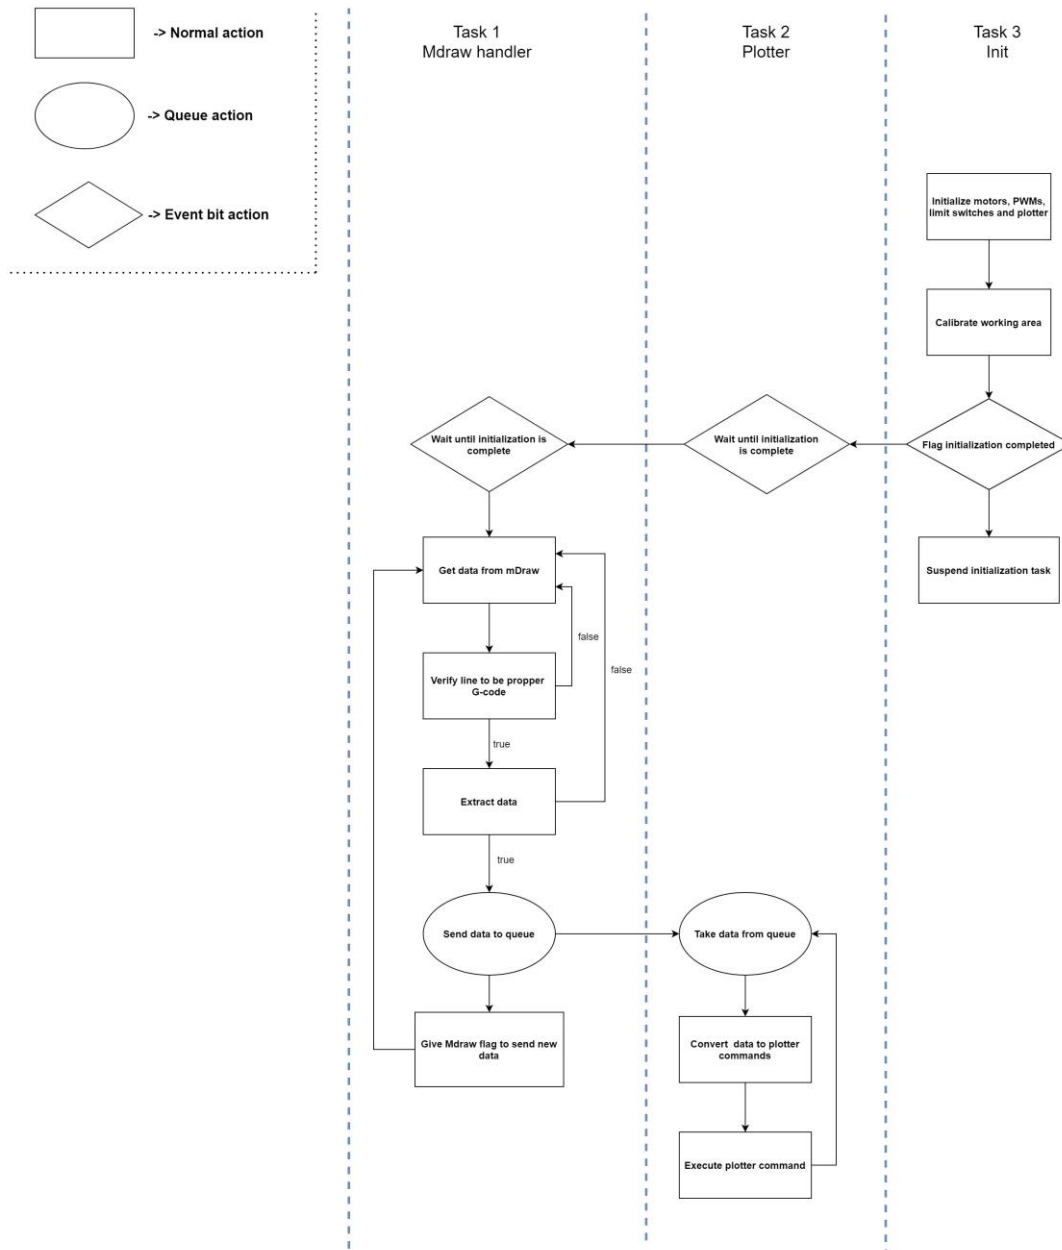 -> Normal action
-> Queue action
-> Event bit action
Task 1
Mdraw handler
Task 2
Plotter
Task 3
Init
Initialize motors, PWMs,
limit switches and plotter
Calibrate working area
Flag initialization completed
Suspend initialization task
Wait until initialization
is complete
Wait until initialization is
complete
Get data from mDraw
false
Verify line to be propper
G-code
false
true
Extract data
true
Send data to queue
Give Mdraw flag to send new
data
Take data from queue
Convert data to plotter
commands
Execute plotter command